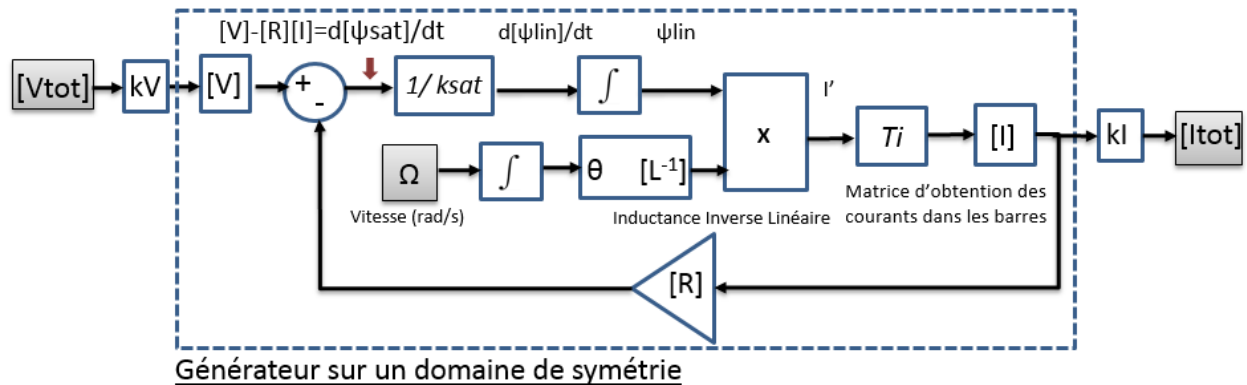 [V]-[R][I]=d[ψsat]/dt
d[ψlin]/dt
ψlin
[Vtot]
kV
[V]
+
-
1/ ksat
∫
x
I'
Ti
[I]
kI
[Itot]
Ω
∫
θ [L⁻¹]
Vitesse (rad/s)
Inductance Inverse Linéaire
Matrice d'obtention des
courants dans les barres
[R]
Générateur sur un domaine de symétrie